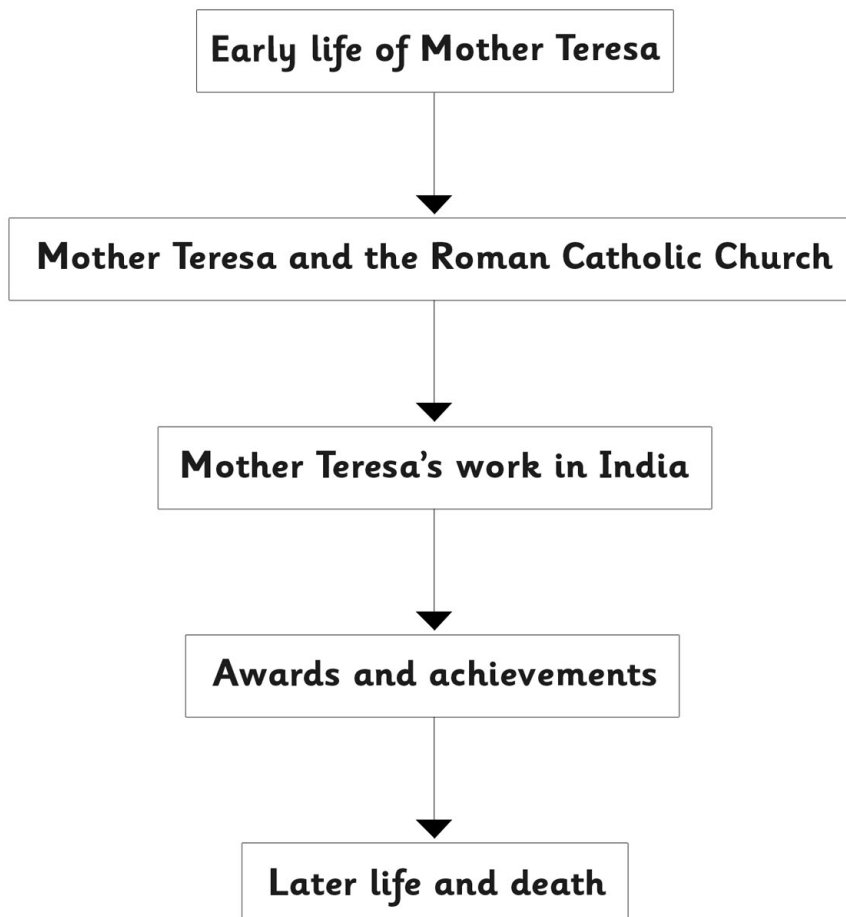 Early life of Mother Teresa
Mother Teresa and the Roman Catholic Church
Mother Teresa’s work in India
Awards and achievements
Later life and death